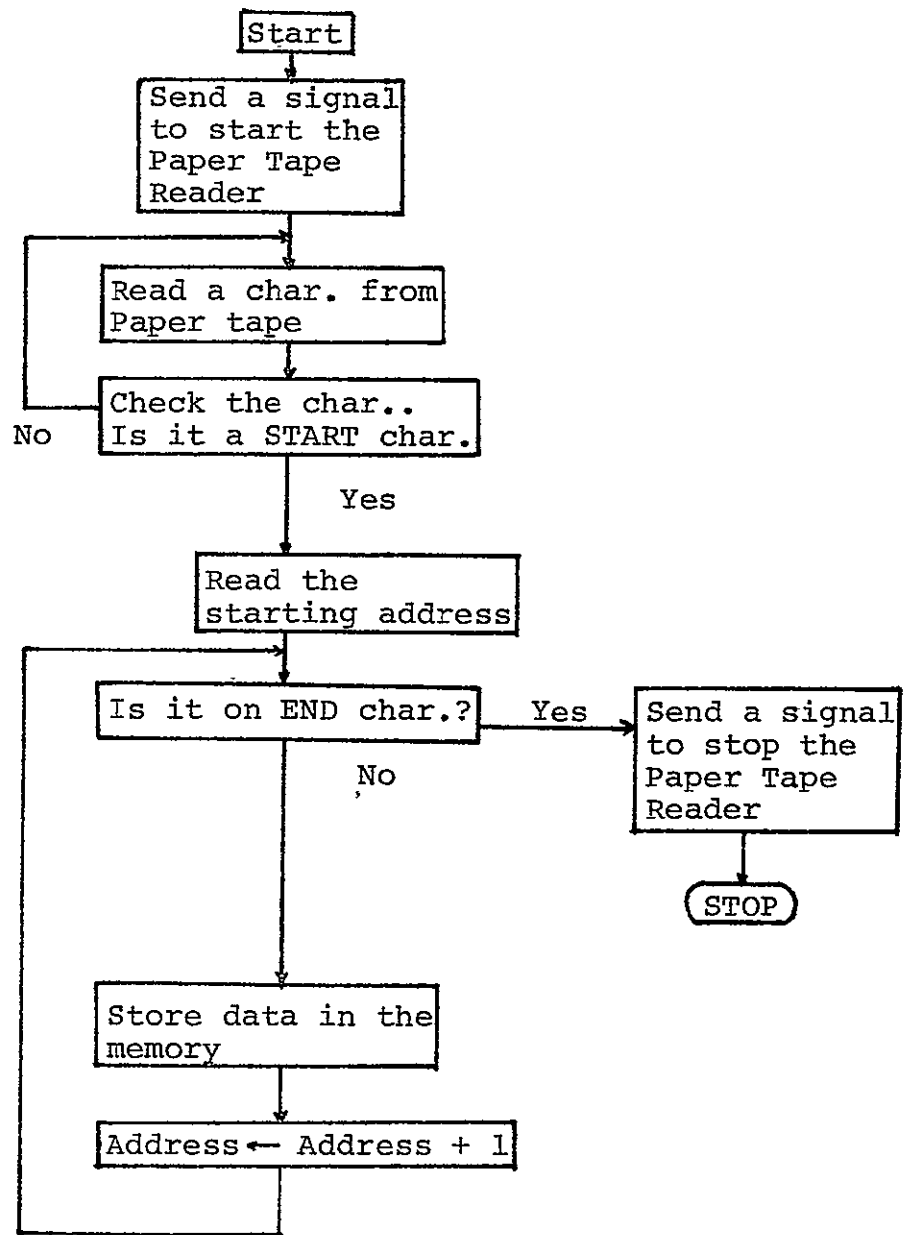 Start
Send a signal
to start the
Paper Tape
Reader
Read a char. from
Paper tape
Check the char..
Is it a START char.
No
Yes
Read the
starting address
Is it on END char.?
Yes
No
Send a signal
to stop the
Paper Tape
Reader
STOP
Store data in the
memory
Address ← Address + 1